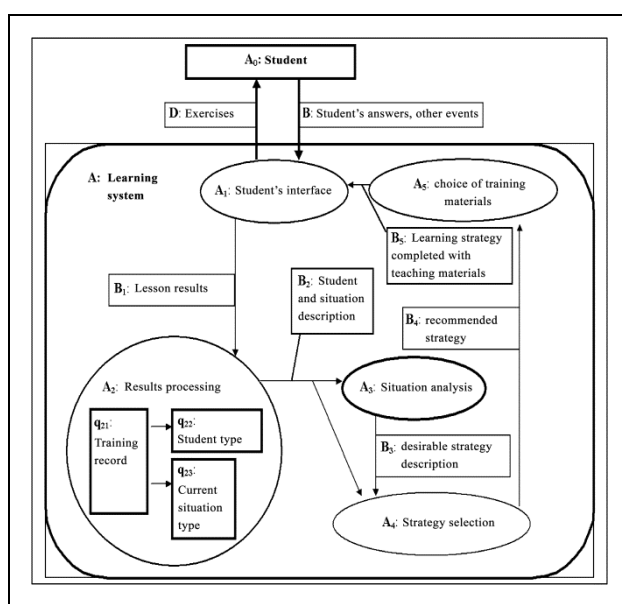 A0: Student
D: Exercises
B: Student's answers, other events
A: Learning
system
A1: Student's interface
A5: choice of training
materials
B5: Learning strategy
completed with
teaching materials
B1: Lesson results
B2: Student
and situation
description
B4: recommended
strategy
A2: Results processing
A3: Situation analysis
q21:
Training
record
q22:
Student type
q23:
Current
situation
type
B3: desirable strategy
description
A4: Strategy selection